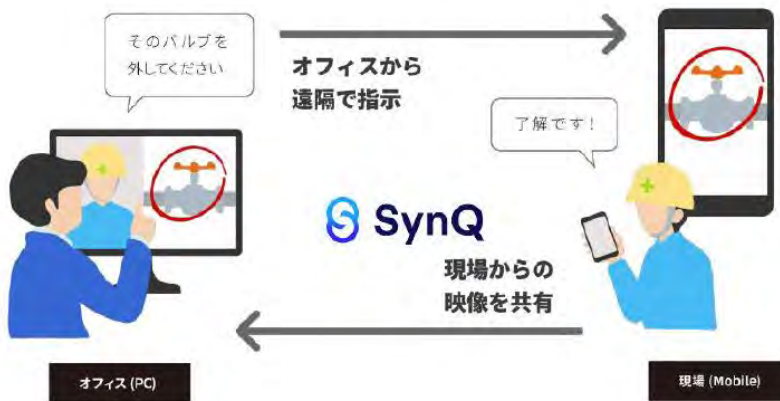 そのバルブを
外してください
オフィスから
遠隔で指示
了解です!
SynQ
現場からの
映像を共有
オフィス (PC)
現場 (Mobile)